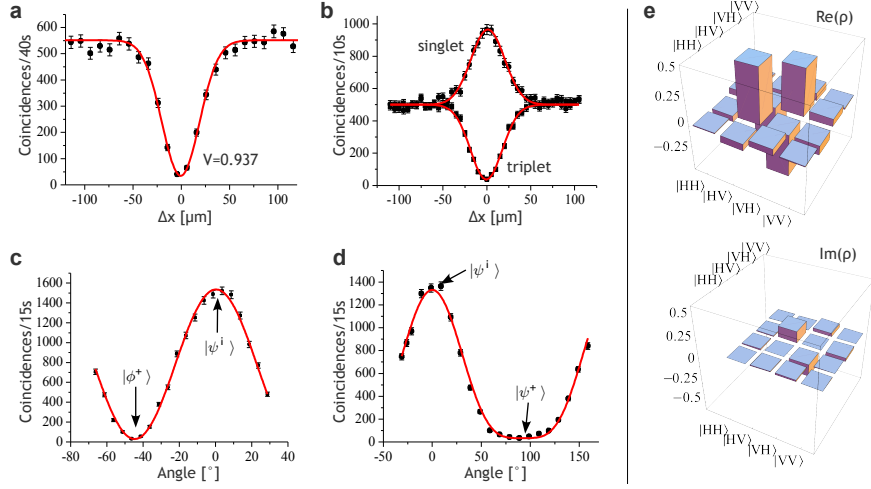 a
Coincidences/40s
600
500
400
300
200
100
0
V=0.937
-100
-50
0
50
100
Δx [μm]
b
Coincidences/10s
1000
800
600
400
200
0
singlet
triplet
-100
-50
0
50
100
Δx [μm]
c
Coincidences/15s
1600
1400
1200
1000
800
600
400
200
0
|ϕ⁺⟩
|ψⁱ⟩
-80
-60
-40
-20
0
20
40
Angle [°]
d
Coincidences/15s
1400
1200
1000
800
600
400
200
0
|ψⁱ⟩
|ψ⁺⟩
-50
0
50
100
150
Angle [°]
e
Re(ρ)
|VV⟩
|VH⟩
|HV⟩
|HH⟩
0.5
0.25
0
−0.25
|HH⟩
|HV⟩
|VH⟩
|VV⟩
Im(ρ)
|VV⟩
|VH⟩
|HV⟩
|HH⟩
0.5
0.25
0
−0.25
−0.5
|HH⟩
|HV⟩
|VH⟩
|VV⟩